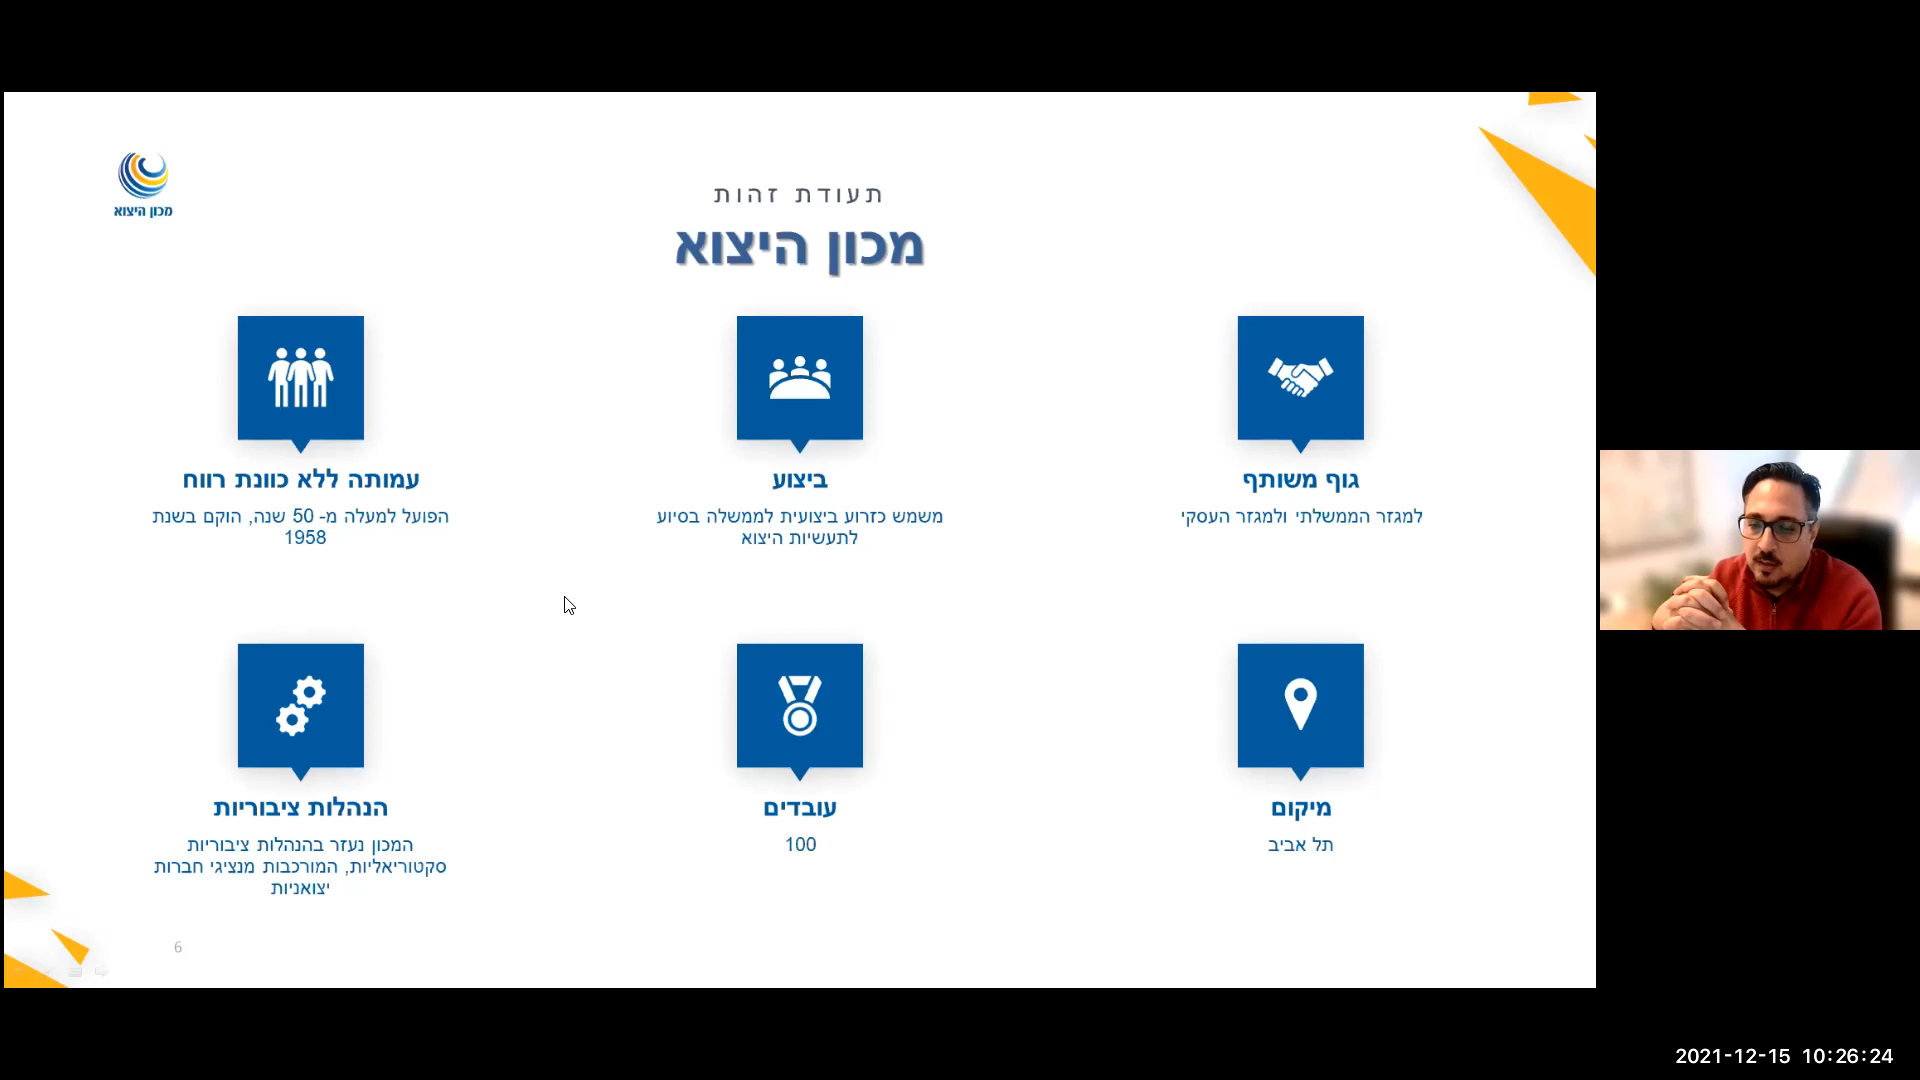 מכון היצוא
תעודת זהות
מכון היצוא
גוף משותף
למגזר הממשלתי ולמגזר העסקי
ביצוע
משמש כזרוע ביצועית לממשלה בסיוע
לתעשיות היצוא
עמותה ללא כוונת רווח
הפועל למעלה מ- 50 שנה, הוקם בשנת
1958
מיקום
תל אביב
עובדים
100
הנהלות ציבוריות
המכון נעזר בהנהלות ציבוריות
סקטוריאליות, המורכבות מנציגי חברות
יצואניות
6
2021-12-15 10:26:24